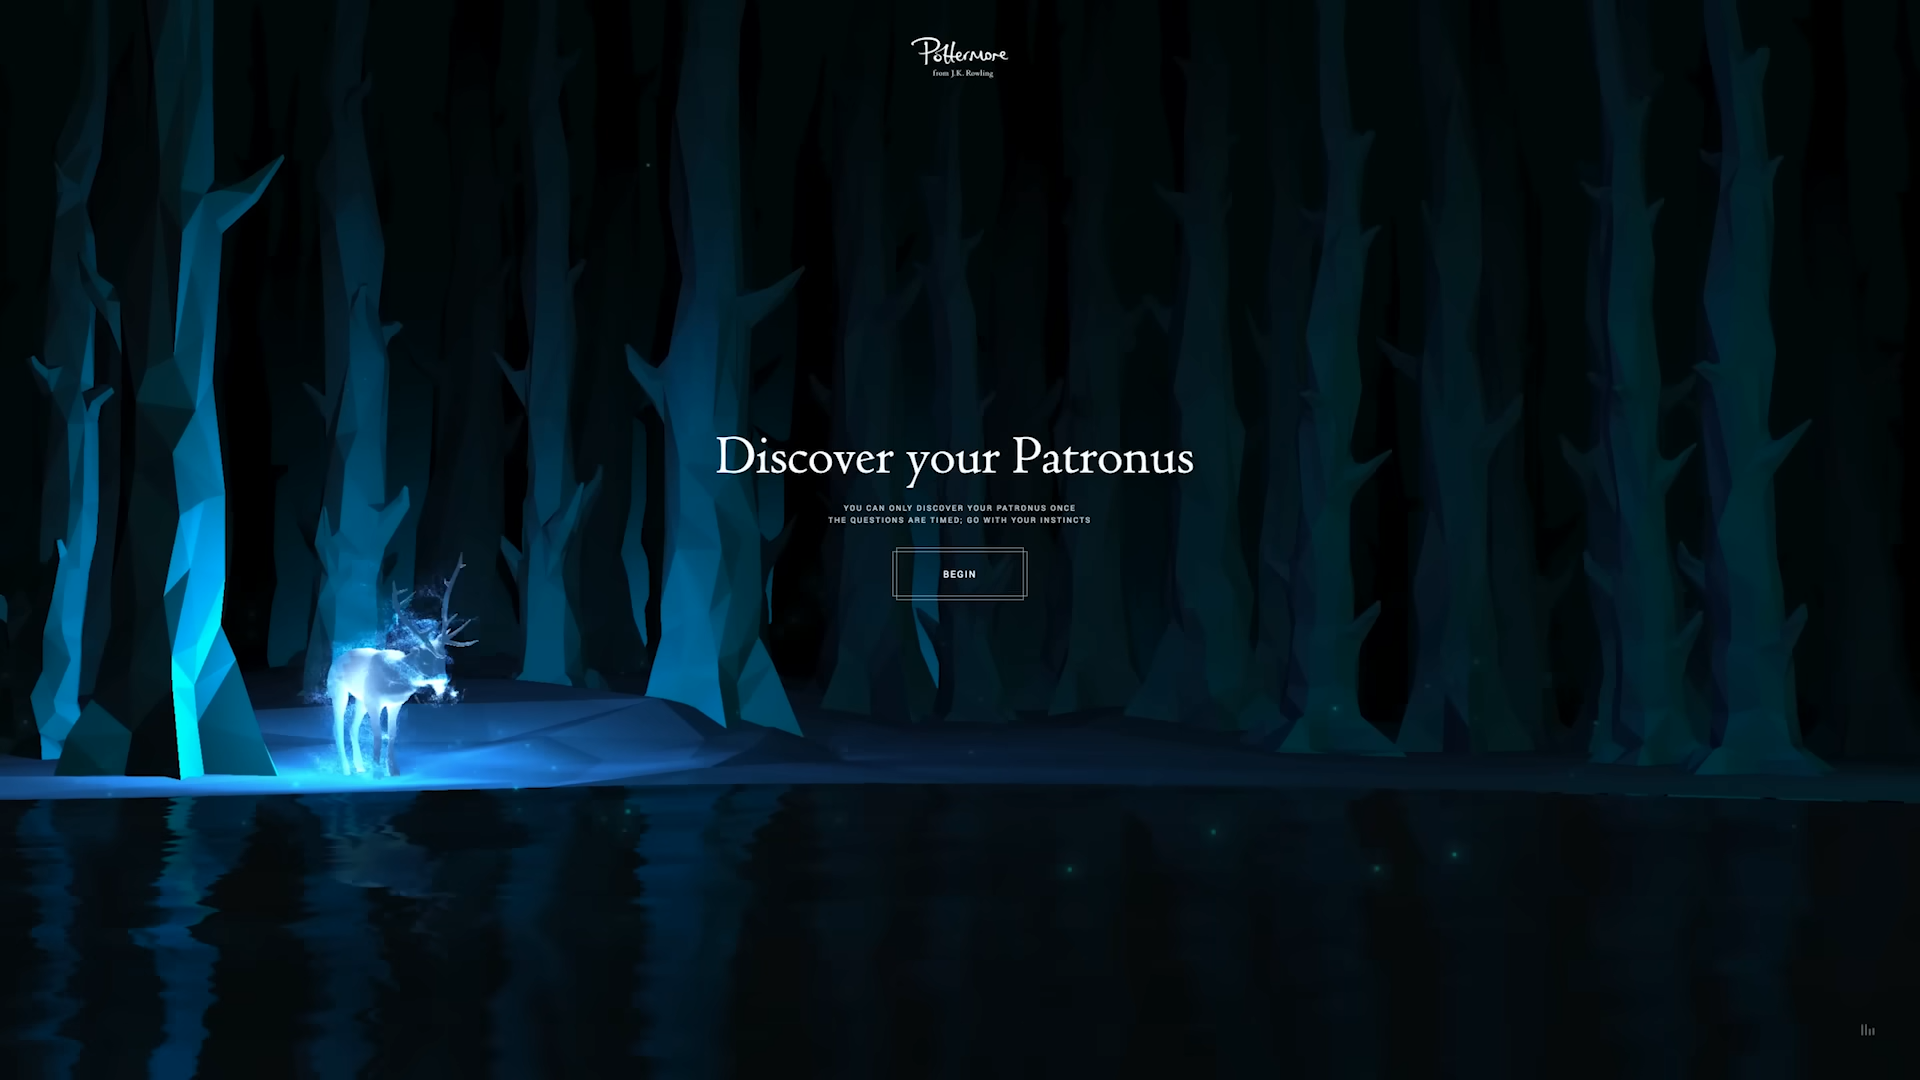 Pottermore
from J.K. Rowling
Discover your Patronus
YOU CAN ONLY DISCOVER YOUR PATRONUS ONCE
THE QUESTIONS ARE TIMED; GO WITH YOUR INSTINCTS
BEGIN